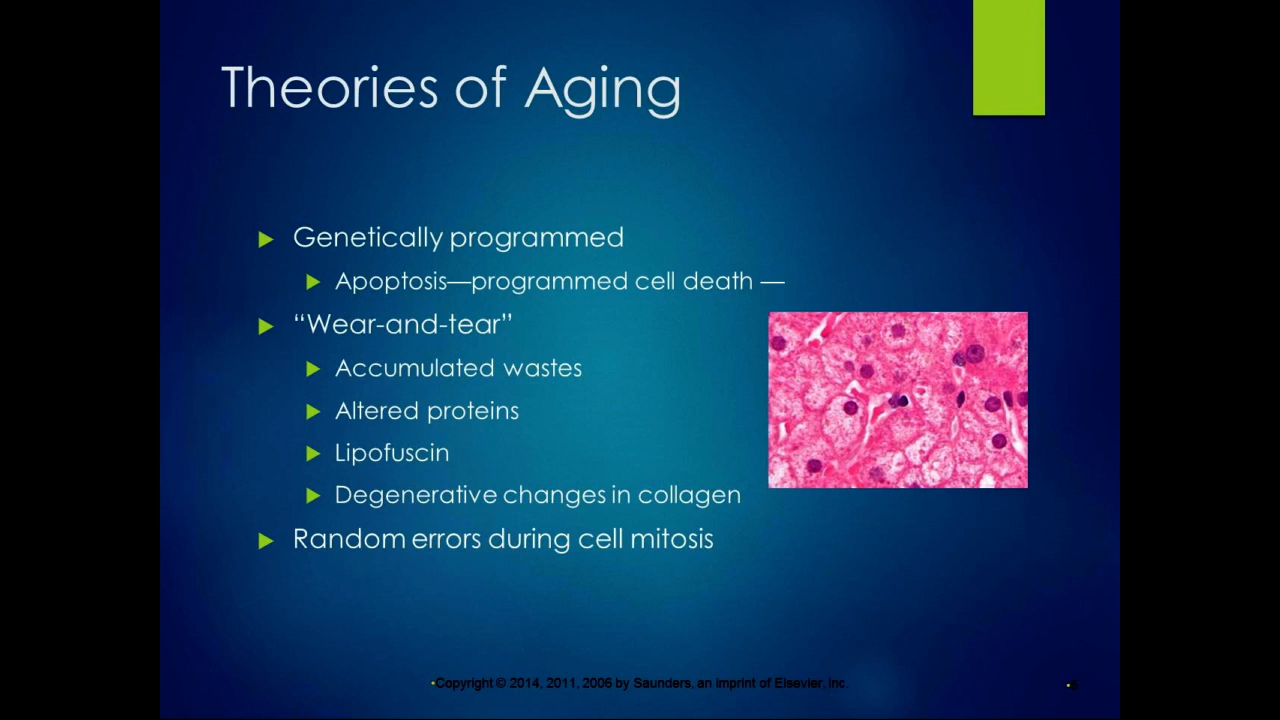 Theories of Aging
Genetically programmed
Apoptosis—programmed cell death —
“Wear-and-tear”
Accumulated wastes
Altered proteins
Lipofuscin
Degenerative changes in collagen
Random errors during cell mitosis
•Copyright © 2014, 2011, 2006 by Saunders, an imprint of Elsevier, Inc.